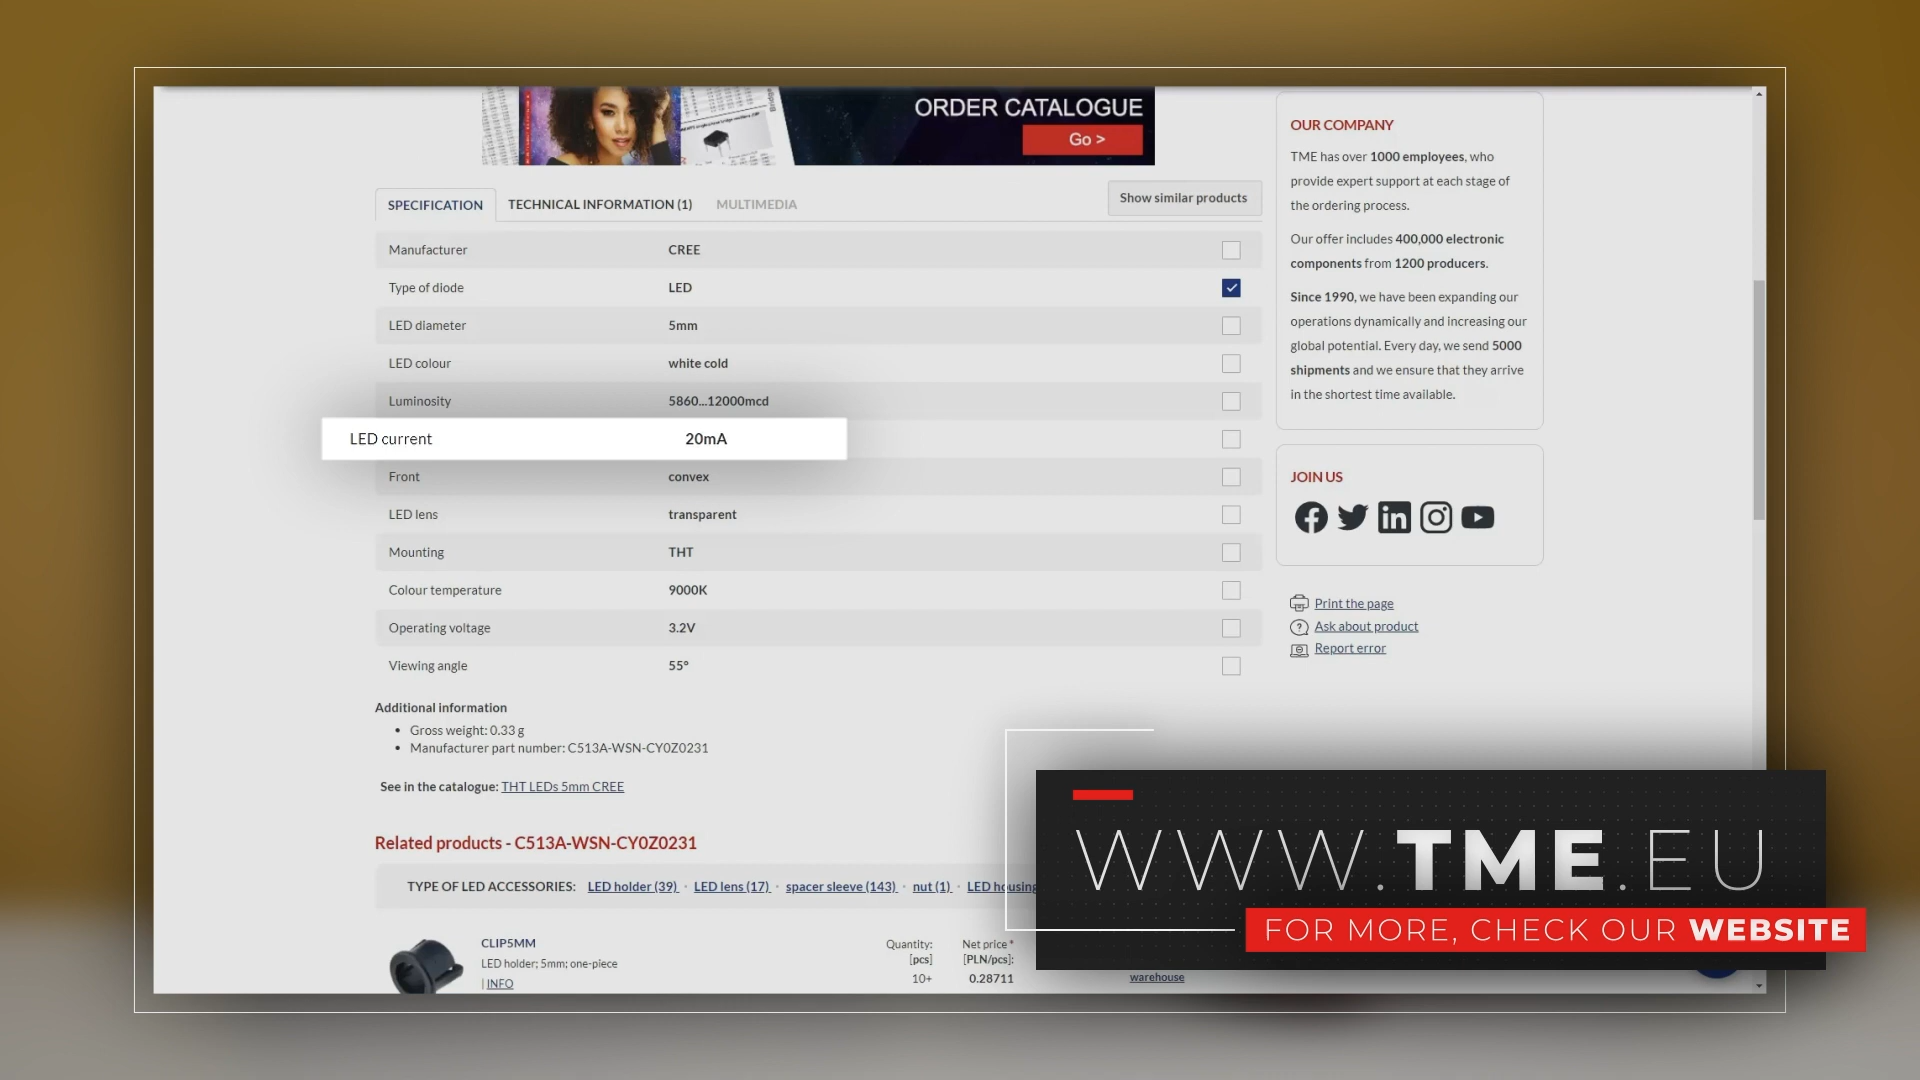 ORDER CATALOGUE
Go >
SPECIFICATION
TECHNICAL INFORMATION (1)
MULTIMEDIA
Show similar products
Manufacturer CREE
Type of diode LED
LED diameter 5mm
LED colour white cold
Luminosity 5860...12000mcd
LED current 20mA
Front convex
LED lens transparent
Mounting THT
Colour temperature 9000K
Operating voltage 3.2V
Viewing angle 55°
Additional information
• Gross weight: 0.33 g
• Manufacturer part number: C513A-WSN-CY0Z0231
See in the catalogue: THT LEDs 5mm CREE
Related products - C513A-WSN-CY0Z0231
TYPE OF LED ACCESSORIES: LED holder (39) · LED lens (17) · spacer sleeve (143) · nut (1) · LED housing
CLIP5MM
LED holder; 5mm; one-piece
| INFO
Quantity:
[pcs]
10+
Net price *
[PLN/pcs]:
0.28711
warehouse
OUR COMPANY
TME has over 1000 employees, who
provide expert support at each stage of
the ordering process.
Our offer includes 400,000 electronic
components from 1200 producers.
Since 1990, we have been expanding our
operations dynamically and increasing our
global potential. Every day, we send 5000
shipments and we ensure that they arrive
in the shortest time available.
JOIN US
Print the page
Ask about product
Report error
WWW.TME.EU
FOR MORE, CHECK OUR WEBSITE